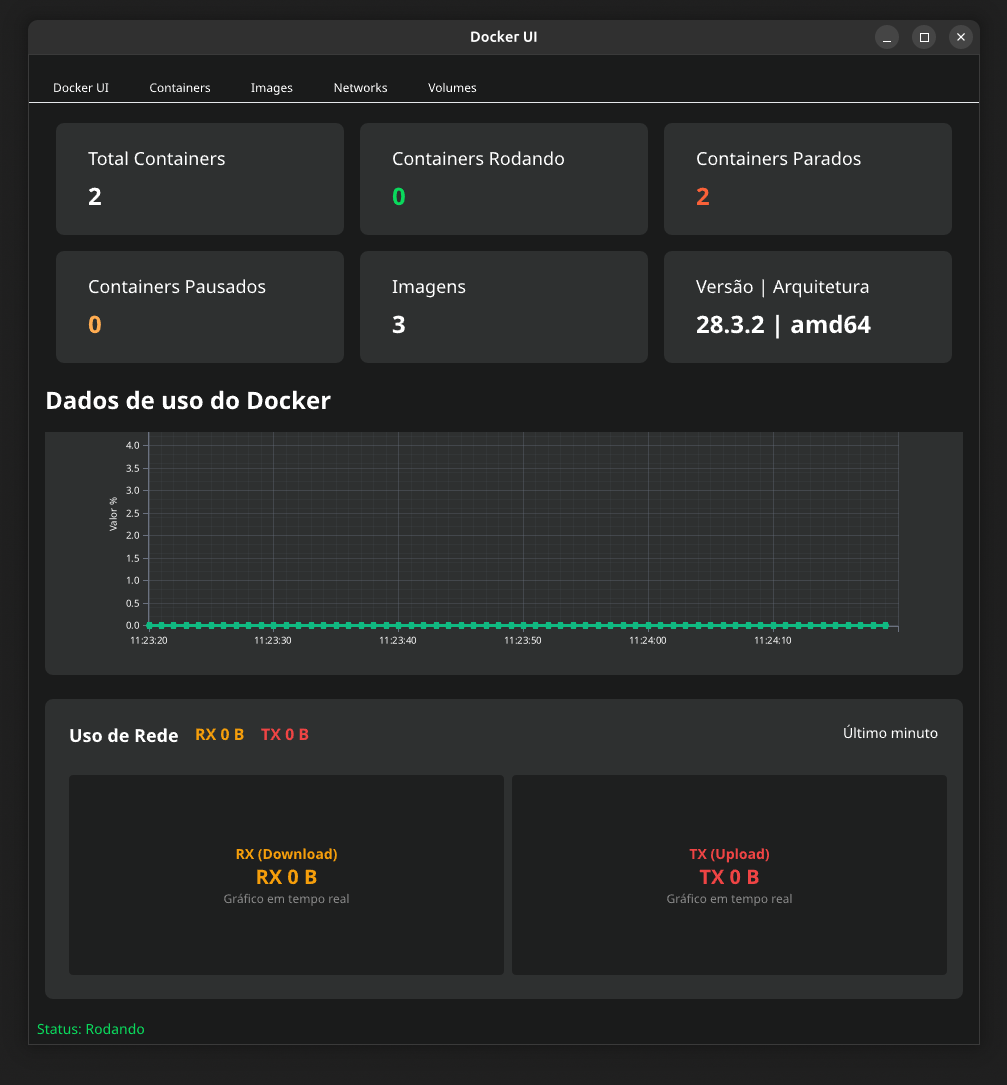 Docker UI
Docker UI Containers Images Networks Volumes
Total Containers
2
Containers Rodando
0
Containers Parados
2
Containers Pausados
0
Imagens
3
Versão | Arquitetura
28.3.2 | amd64
Dados de uso do Docker
Valor %
4.0
3.5
3.0
2.5
2.0
1.5
1.0
0.5
0.0
11:23:20 11:23:30 11:23:40 11:23:50 11:24:00 11:24:10
Uso de Rede RX 0 B TX 0 B Último minuto
RX (Download)
RX 0 B
Gráfico em tempo real
TX (Upload)
TX 0 B
Gráfico em tempo real
Status: Rodando